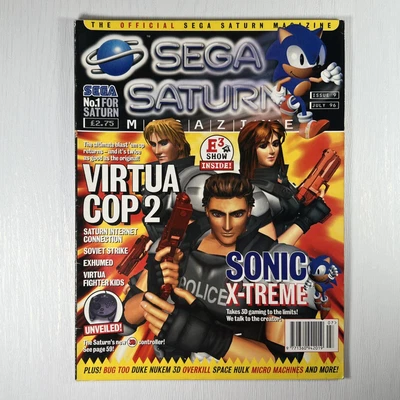 THE OFFICIAL SEGA SATURN MAGAZINE
SEGA
SATURN
MAGAZINE
SEGA
No.1 FOR
SATURN
£2.75
ISSUE 9
JULY 96
The ultimate blast 'em up
returns – and it's twice
as good as the original!
VIRTUA
COP 2
SATURN INTERNET
CONNECTION
SOVIET STRIKE
EXHUMED
VIRTUA
FIGHTER KIDS
UNVEILED!
The Saturn's new 3D controller!
See page 59!
E3
SHOW
INSIDE!
POLICE
SONIC
X-TREME
Takes 3D gaming to the limits!
We talk to the creators!
07>
PLUS! BUG TOO DUKE NUKEM 3D OVERKILL SPACE HULK MICRO MACHINES AND MORE!